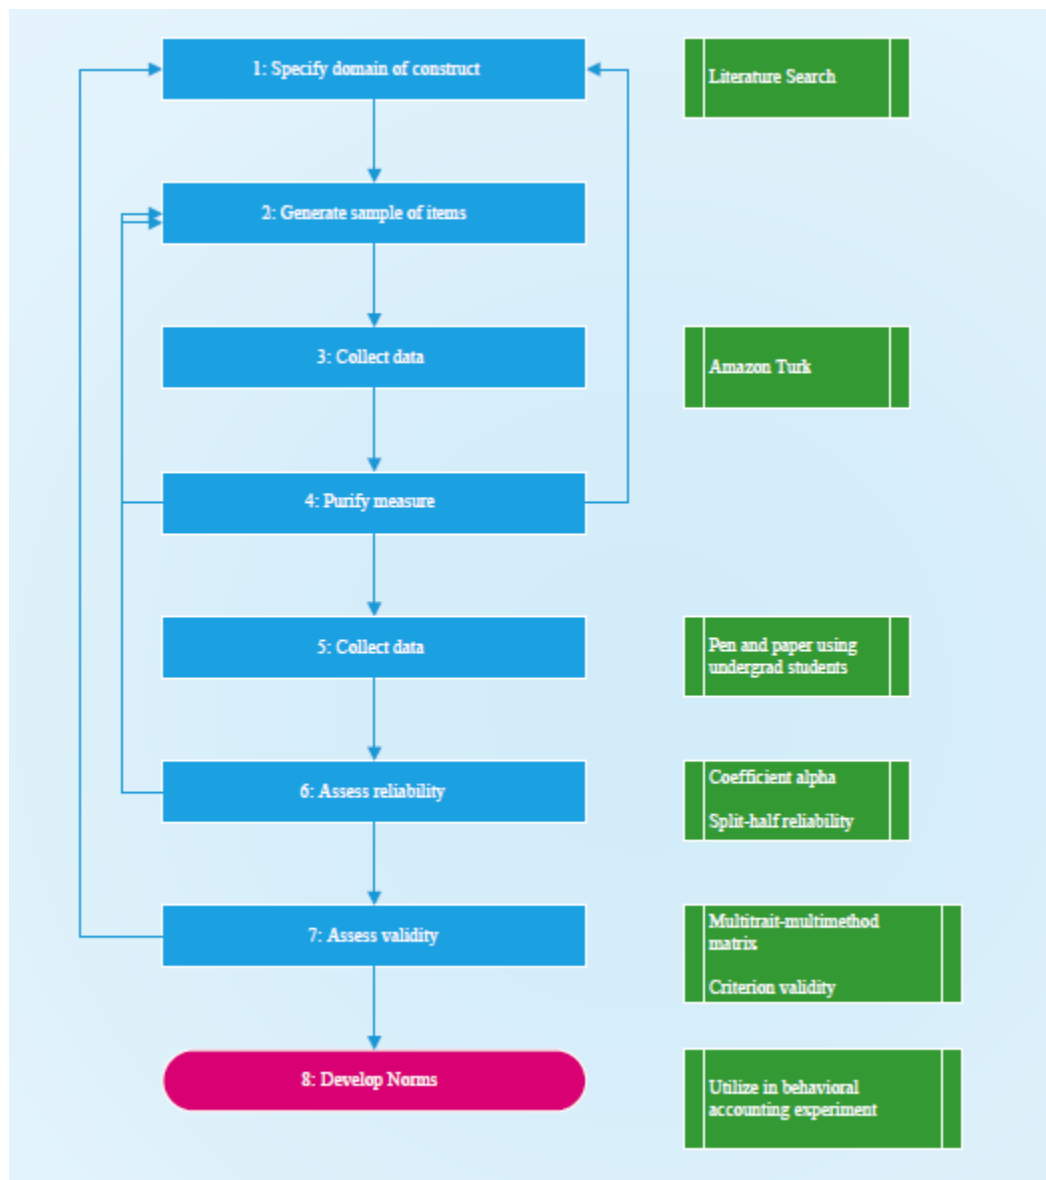 1: Specify domain of construct
Literature Search
2: Generate sample of items
3: Collect data
Amazon Turk
4: Purify measure
5: Collect data
Pen and paper using
undergrad students
6: Assess reliability
Coefficient alpha
Split-half reliability
7: Assess validity
Multitrait-multimethod
matrix
Criterion validity
8: Develop Norms
Utilize in behavioral
accounting experiment